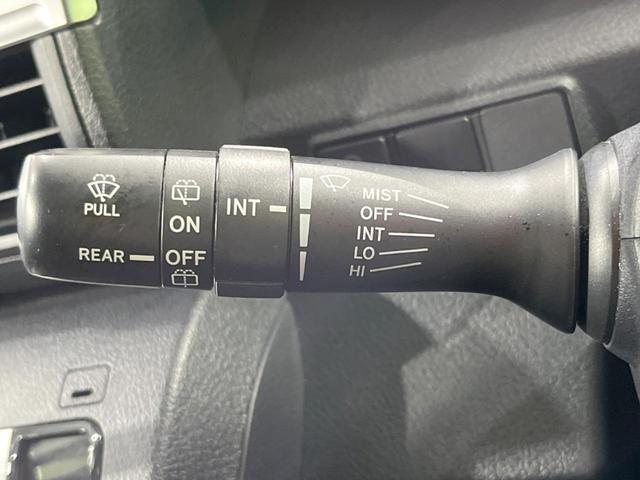 PULL
REAR
ON
OFF
INT
MIST
OFF
INT
LO
HI